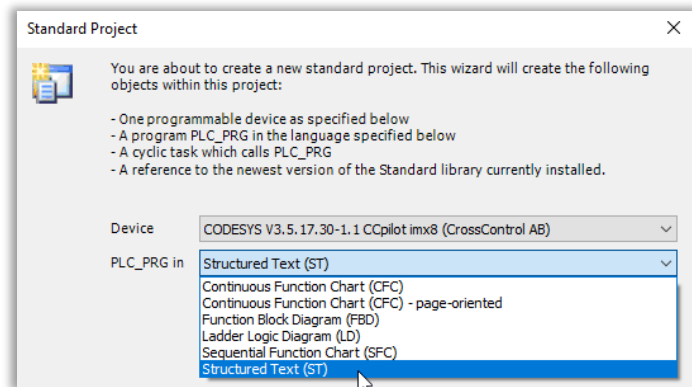 Standard Project
You are about to create a new standard project. This wizard will create the following
objects within this project:
- One programmable device as specified below
- A program PLC_PRG in the language specified below
- A cyclic task which calls PLC_PRG
- A reference to the newest version of the Standard library currently installed.
Device CODESYS V3.5.17.30-1.1 CCpilot imx8 (CrossControl AB)
PLC_PRG in Structured Text (ST)
Continuous Function Chart (CFC)
Continuous Function Chart (CFC) - page-oriented
Function Block Diagram (FBD)
Ladder Logic Diagram (LD)
Sequential Function Chart (SFC)
Structured Text (ST)